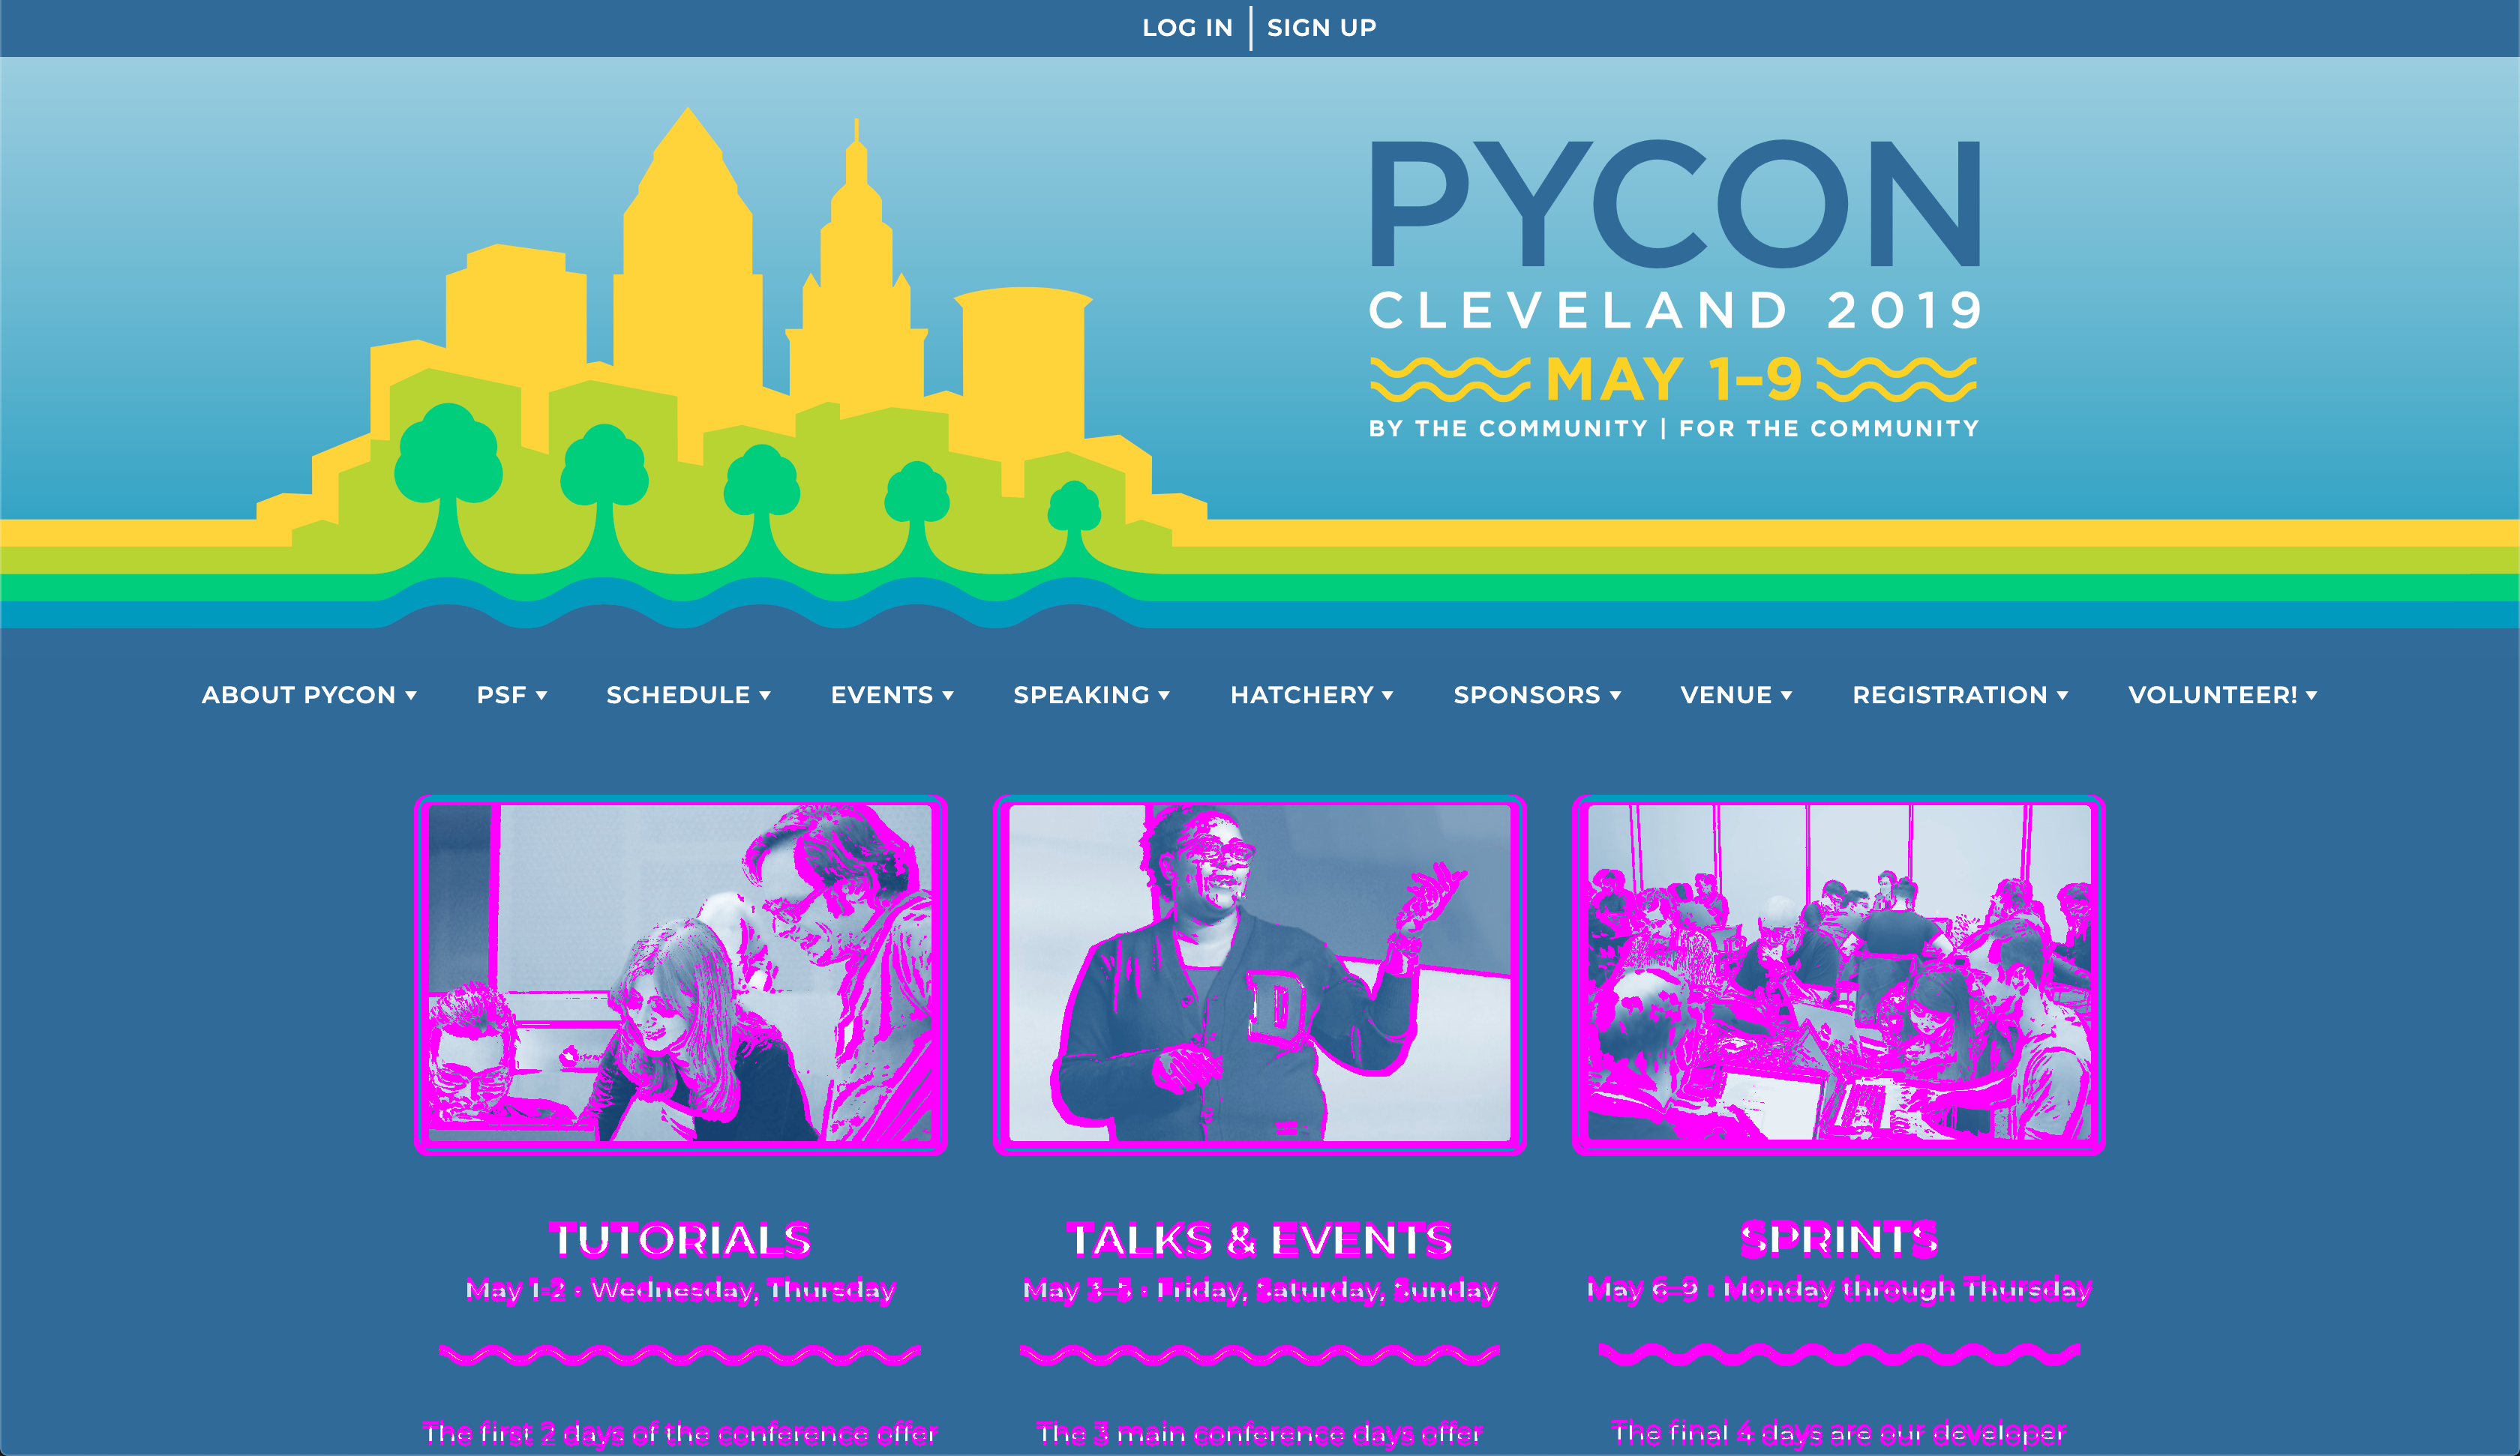 LOG IN | SIGN UP
PYCON
CLEVELAND 2019
MAY 1–9
BY THE COMMUNITY | FOR THE COMMUNITY
ABOUT PYCON ▼ PSF ▼ SCHEDULE ▼ EVENTS ▼ SPEAKING ▼ HATCHERY ▼ SPONSORS ▼ VENUE ▼ REGISTRATION ▼ VOLUNTEER! ▼
D
TUTORIALS
May 1-2 · Wednesday, Thursday
The first 2 days of the conference offer
TALKS & EVENTS
May 3–5 · Friday, Saturday, Sunday
The 3 main conference days offer
SPRINTS
May 6–9 · Monday through Thursday
The final 4 days are our developer